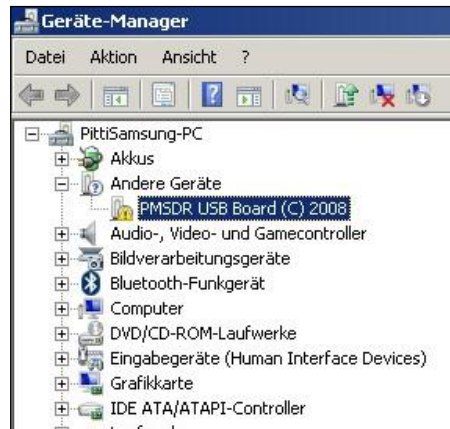 Geräte-Manager
Datei Aktion Ansicht ?
PittiSamsung-PC
Akkus
Andere Geräte
PMSDR USB Board (C) 2008
Audio-, Video- und Gamecontroller
Bildverarbeitungsgeräte
Bluetooth-Funkgerät
Computer
DVD/CD-ROM-Laufwerke
Eingabegeräte (Human Interface Devices)
Grafikkarte
IDE ATA/ATAPI-Controller